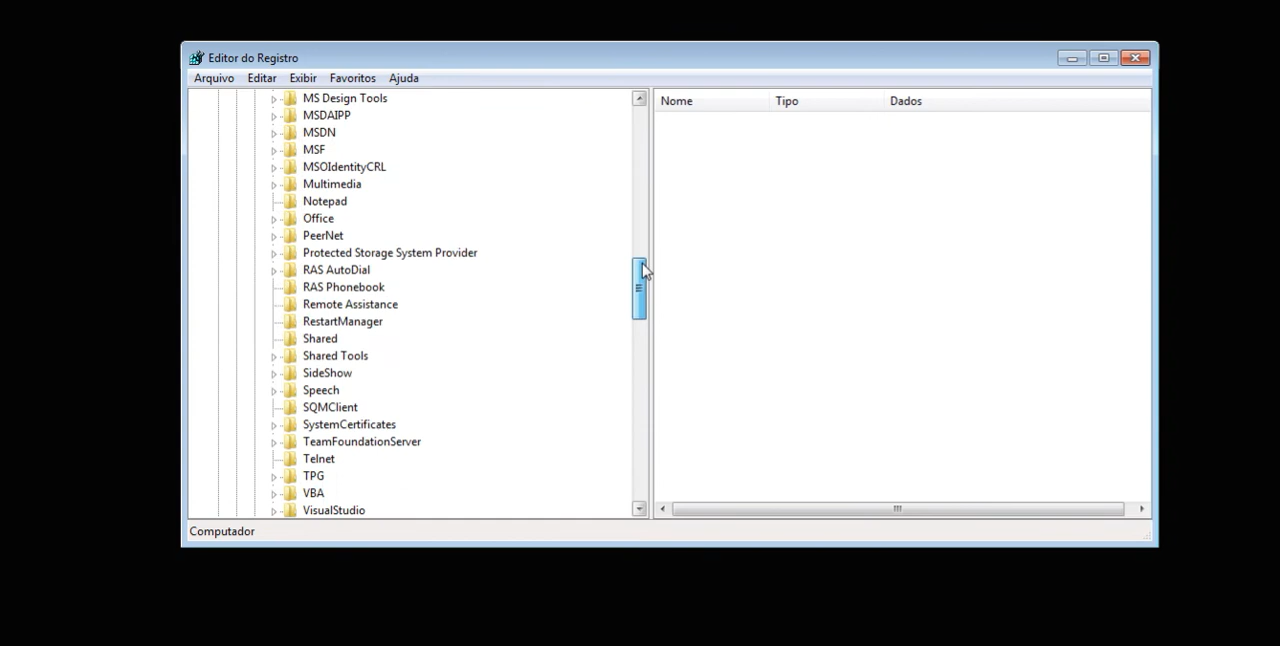 Editor do Registro
Arquivo Editar Exibir Favoritos Ajuda
Nome Tipo Dados
MS Design Tools
MSDAIPP
MSDN
MSF
MSOIdentityCRL
Multimedia
Notepad
Office
PeerNet
Protected Storage System Provider
RAS AutoDial
RAS Phonebook
Remote Assistance
RestartManager
Shared
Shared Tools
SideShow
Speech
SQMClient
SystemCertificates
TeamFoundationServer
Telnet
TPG
VBA
VisualStudio
Computador